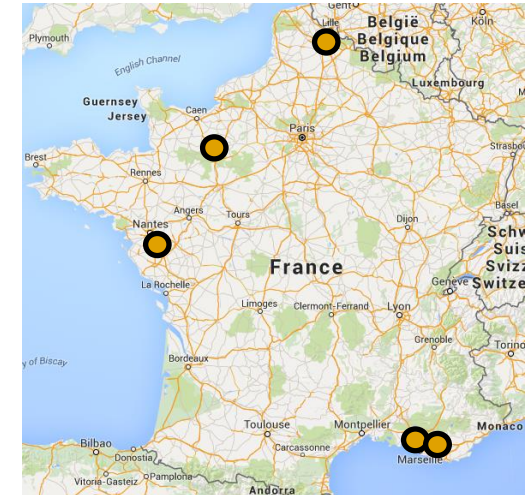 Gent
Plymouth
Lille
België
Belgique
Belgium
Köln
English Channel
Luxembourg
Guernsey
Jersey
Caen
Paris
Strasbou
Brest
Rennes
Angers
Tours
Dijon
Basel
Nantes
Schw
Suis
Svizz
Switze
France
Genève
La Rochelle
Limoges
Clermont-Ferrand
Lyon
Grenoble
Torino
y of Biscay
Bordeaux
Toulouse
Montpellier
Monaco
Bilbao
Donostia
Carcassonne
Marseille
Vitoria-Gasteiz
Pamplona
Andorra